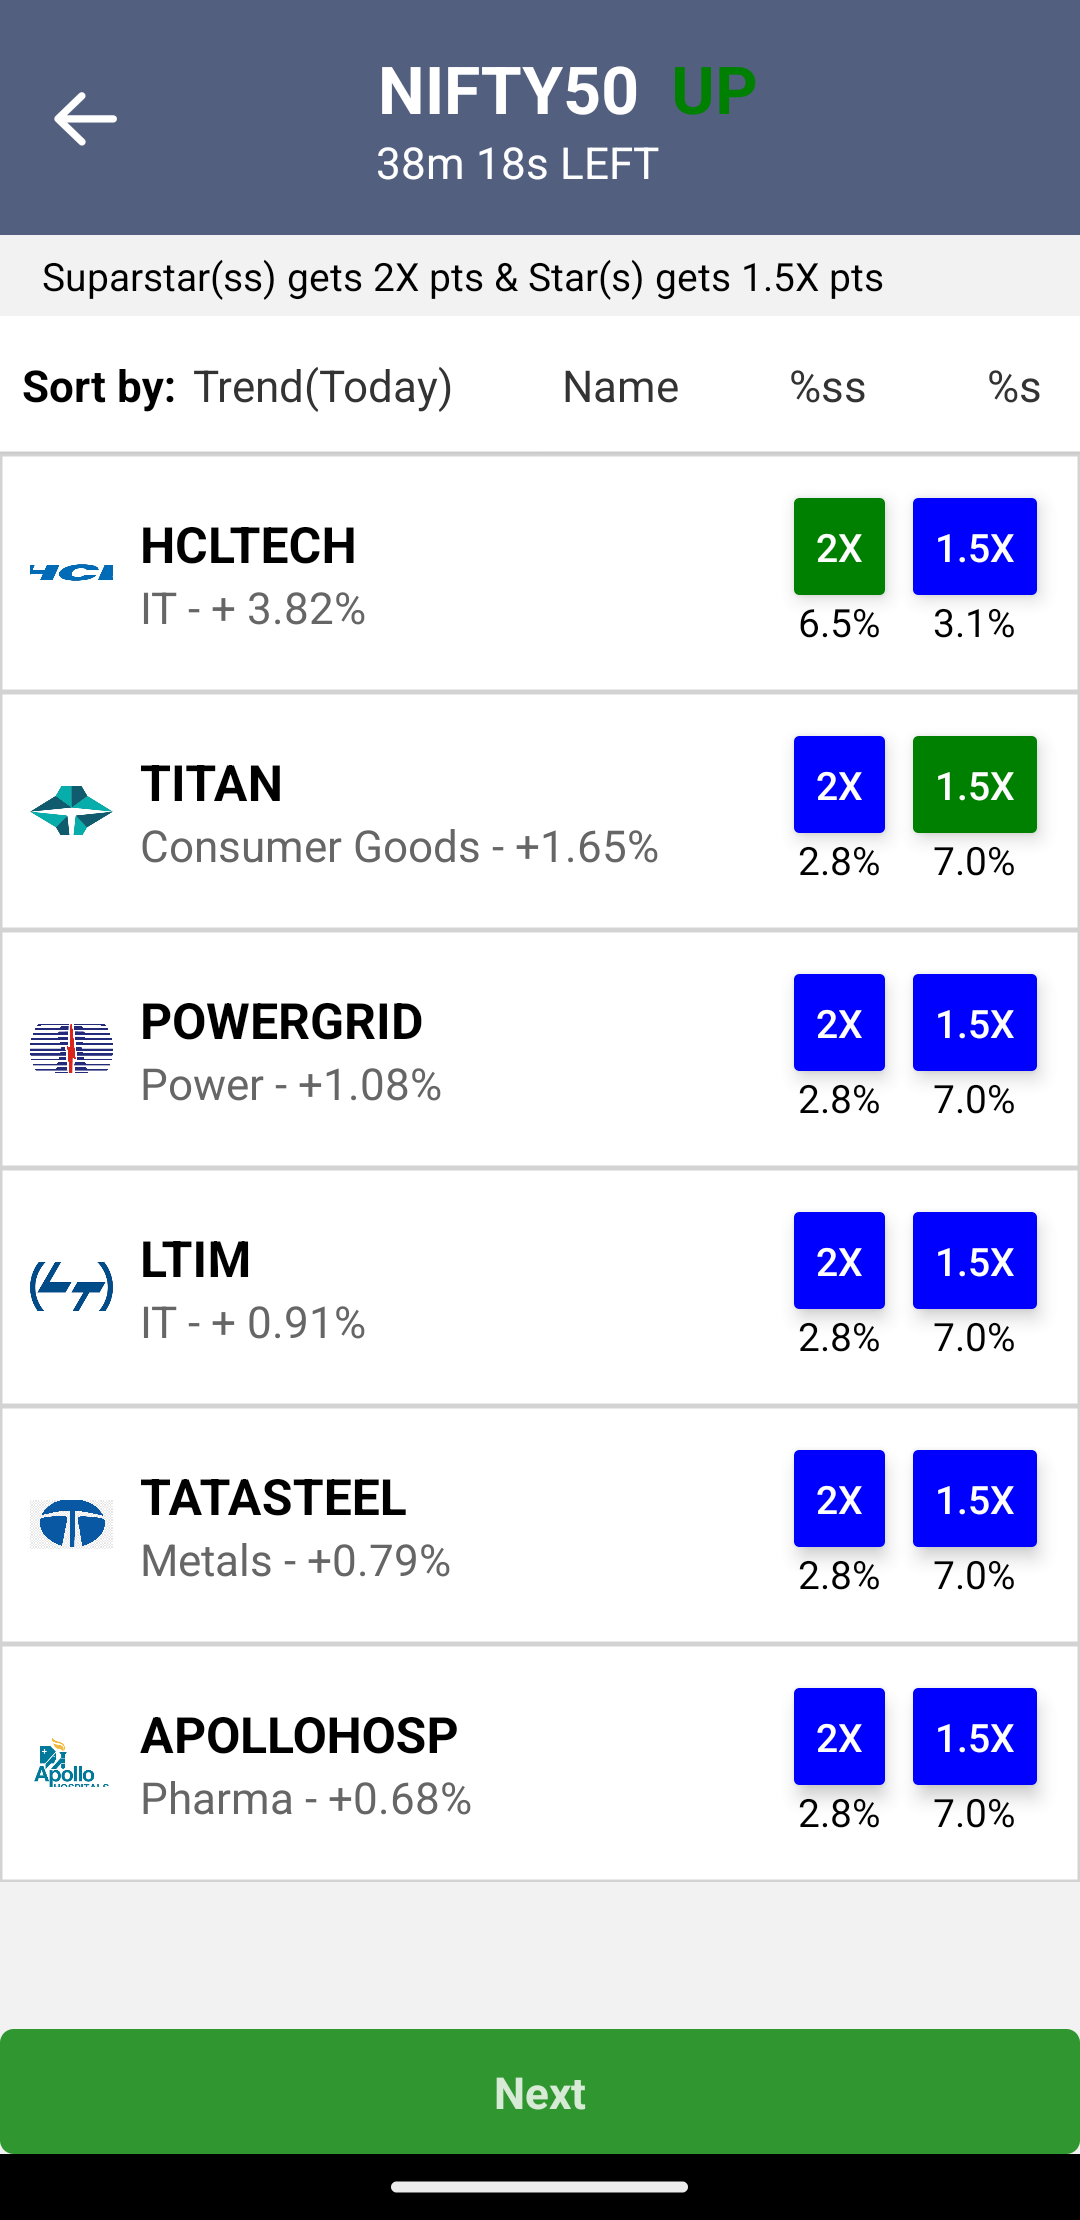 NIFTY50 UP
38m 18s LEFT
Suparstar(ss) gets 2X pts & Star(s) gets 1.5X pts
Sort by: Trend(Today) Name %ss %s
HCL
HCLTECH
IT - + 3.82%
2X 1.5X
6.5% 3.1%
TITAN
Consumer Goods - +1.65%
2X 1.5X
2.8% 7.0%
POWERGRID
Power - +1.08%
2X 1.5X
2.8% 7.0%
LTIM
IT - + 0.91%
2X 1.5X
2.8% 7.0%
TATASTEEL
Metals - +0.79%
2X 1.5X
2.8% 7.0%
Apollo
HOSPITALS
APOLLOHOSP
Pharma - +0.68%
2X 1.5X
2.8% 7.0%
Next